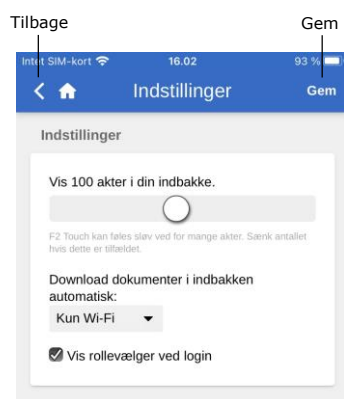 Tilbage Gem
Intet SIM-kort 16.02 93 %
Indstillinger Gem
Indstillinger
Vis 100 akter i din indbakke.
F2 Touch kan føles sløv ved for mange akter. Sænk antallet
hvis dette er tilfældet.
Download dokumenter i indbakken
automatisk:
Kun Wi-Fi
Vis rollevælger ved login